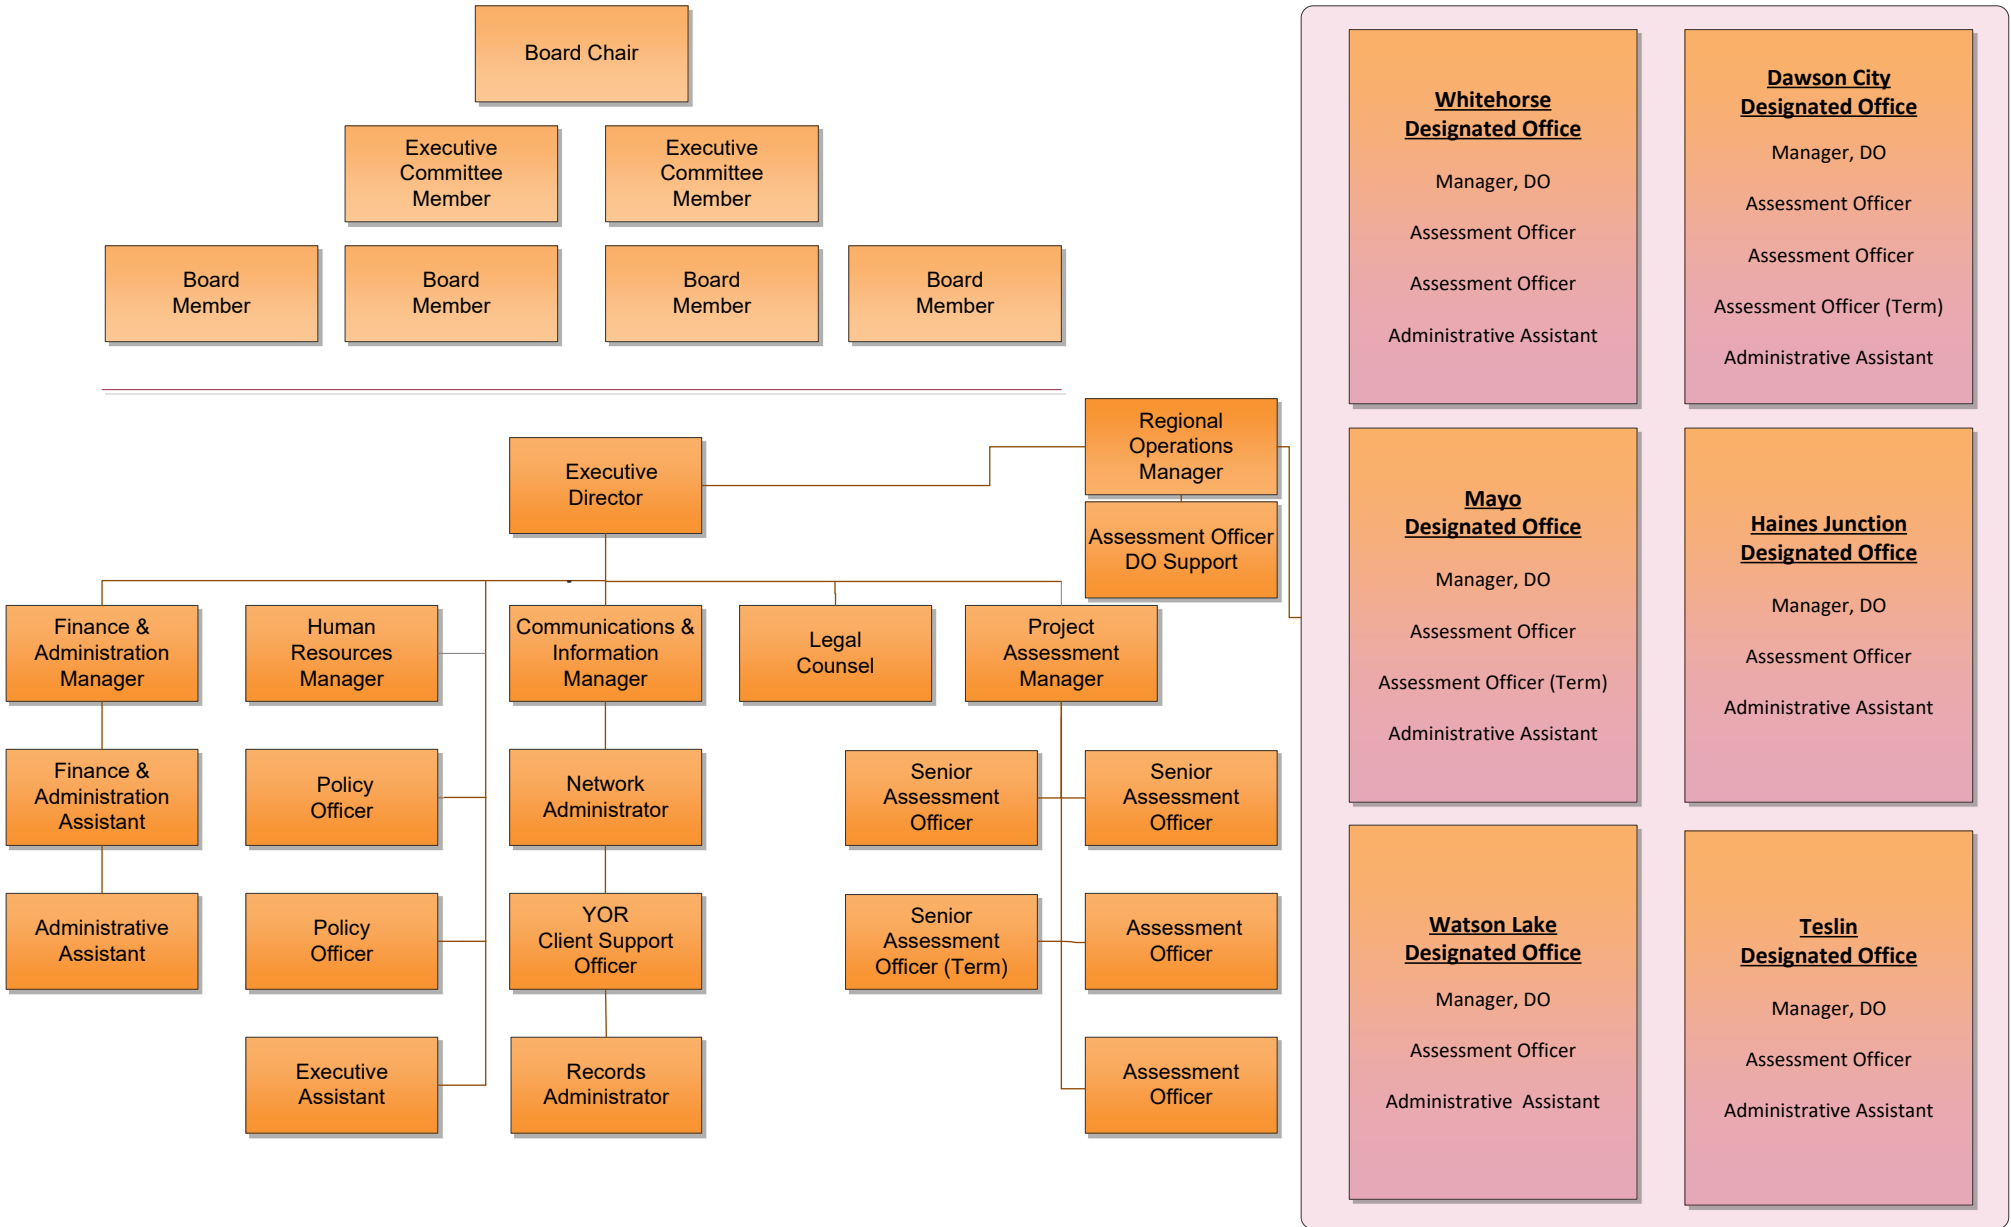 Board Chair
Executive
Committee
Member
Executive
Committee
Member
Board
Member
Board
Member
Board
Member
Board
Member
Executive
Director
Regional
Operations
Manager
Assessment Officer
DO Support
Finance &
Administration
Manager
Human
Resources
Manager
Communications &
Information
Manager
Legal
Counsel
Project
Assessment
Manager
Finance &
Administration
Assistant
Policy
Officer
Network
Administrator
Senior
Assessment
Officer
Senior
Assessment
Officer
Administrative
Assistant
Policy
Officer
YOR
Client Support
Officer
Senior
Assessment
Officer (Term)
Assessment
Officer
Executive
Assistant
Records
Administrator
Assessment
Officer
Whitehorse
Designated Office
Manager, DO
Assessment Officer
Assessment Officer
Administrative Assistant
Dawson City
Designated Office
Manager, DO
Assessment Officer
Assessment Officer
Assessment Officer (Term)
Administrative Assistant
Mayo
Designated Office
Manager, DO
Assessment Officer
Assessment Officer (Term)
Administrative Assistant
Haines Junction
Designated Office
Manager, DO
Assessment Officer
Administrative Assistant
Watson Lake
Designated Office
Manager, DO
Assessment Officer
Administrative  Assistant
Teslin
Designated Office
Manager, DO
Assessment Officer
Administrative Assistant